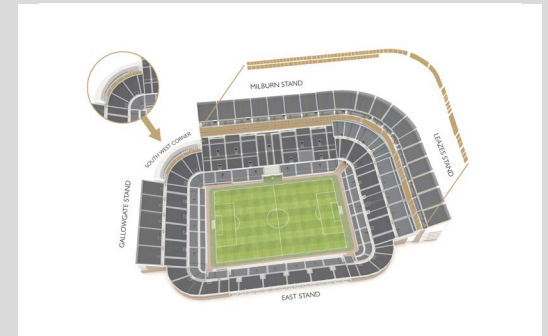 MILBURN STAND
SOUTH WEST CORNER
LEAZES STAND
GALLOWGATE STAND
EAST STAND